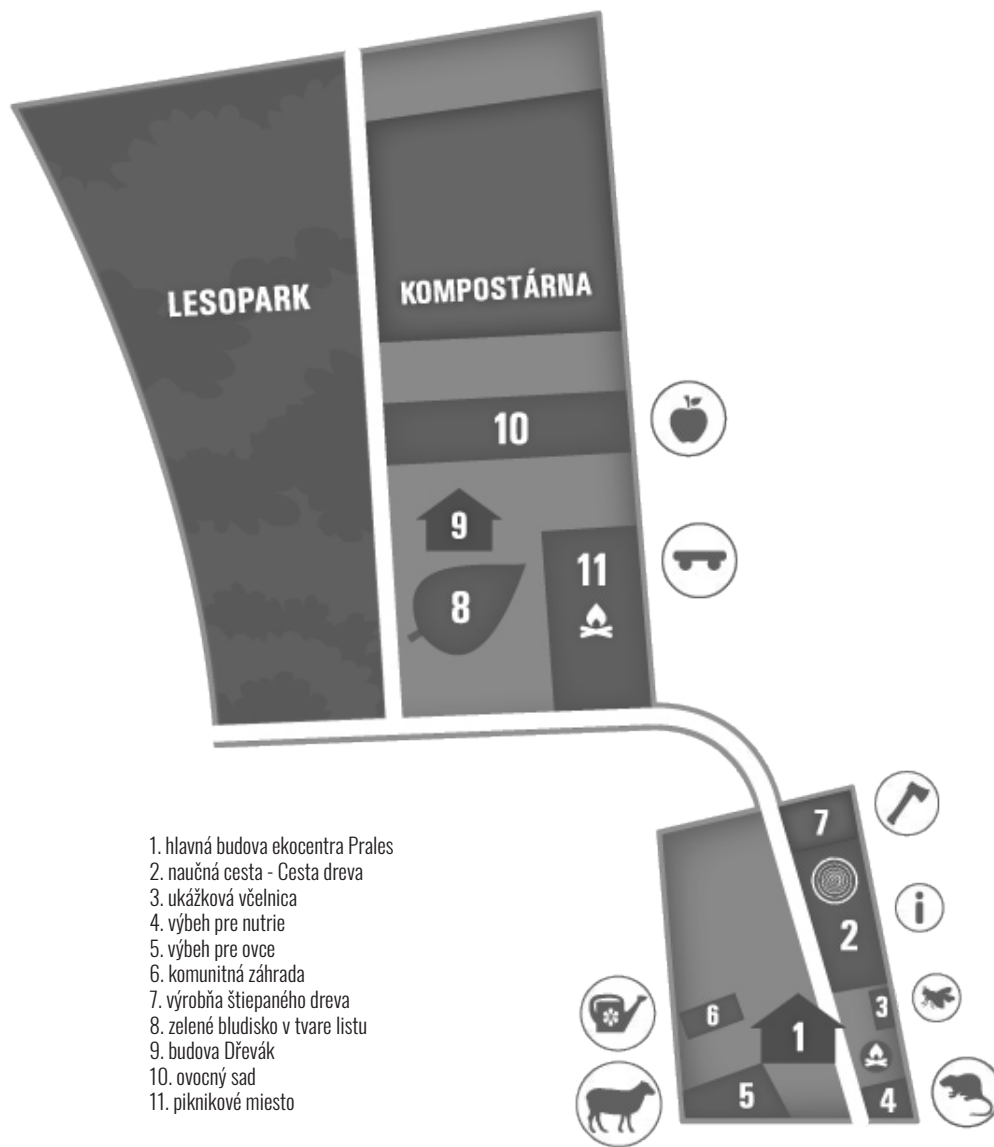 LESOPARK
KOMPOSTÁRNA
10
9
11
8
7
2
3
6
1
5
4
1. hlavná budova ekocentra Prales
2. naučná cesta - Cesta dreva
3. ukážková včelnica
4. výbeh pre nutrie
5. výbeh pre ovce
6. komunitná záhrada
7. výrobňa štiepaného dreva
8. zelené bludisko v tvare listu
9. budova Dřevák
10. ovocný sad
11. piknikové miesto